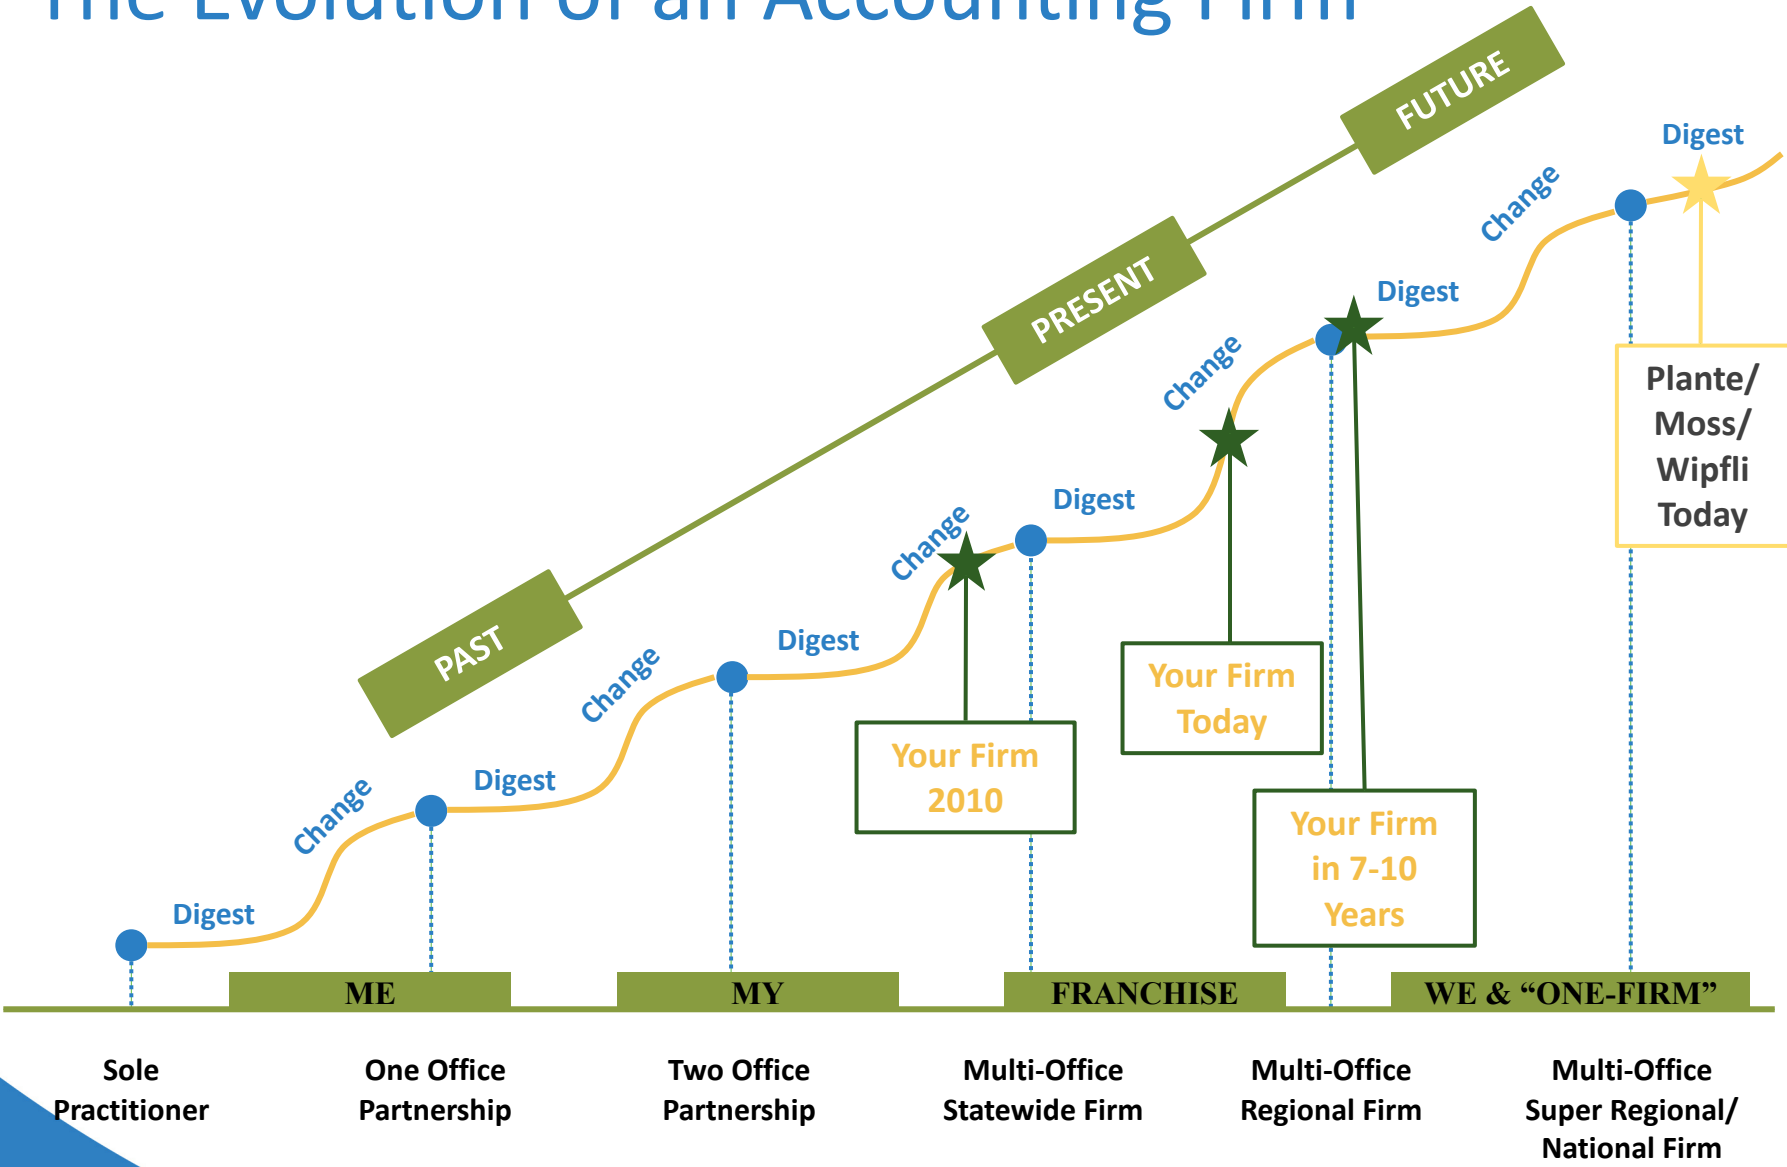 The Evolution of an Accounting Firm
FUTURE
PRESENT
PAST
Digest
Change
Digest
Change
Digest
Change
Digest
Change
Digest
Change
Digest
Plante/
Moss/
Wipfli
Today
Your Firm
Today
Your Firm
2010
Your Firm
in 7-10
Years
ME
MY
FRANCHISE
WE & “ONE-FIRM”
Sole
Practitioner
One Office
Partnership
Two Office
Partnership
Multi-Office
Statewide Firm
Multi-Office
Regional Firm
Multi-Office
Super Regional/
National Firm